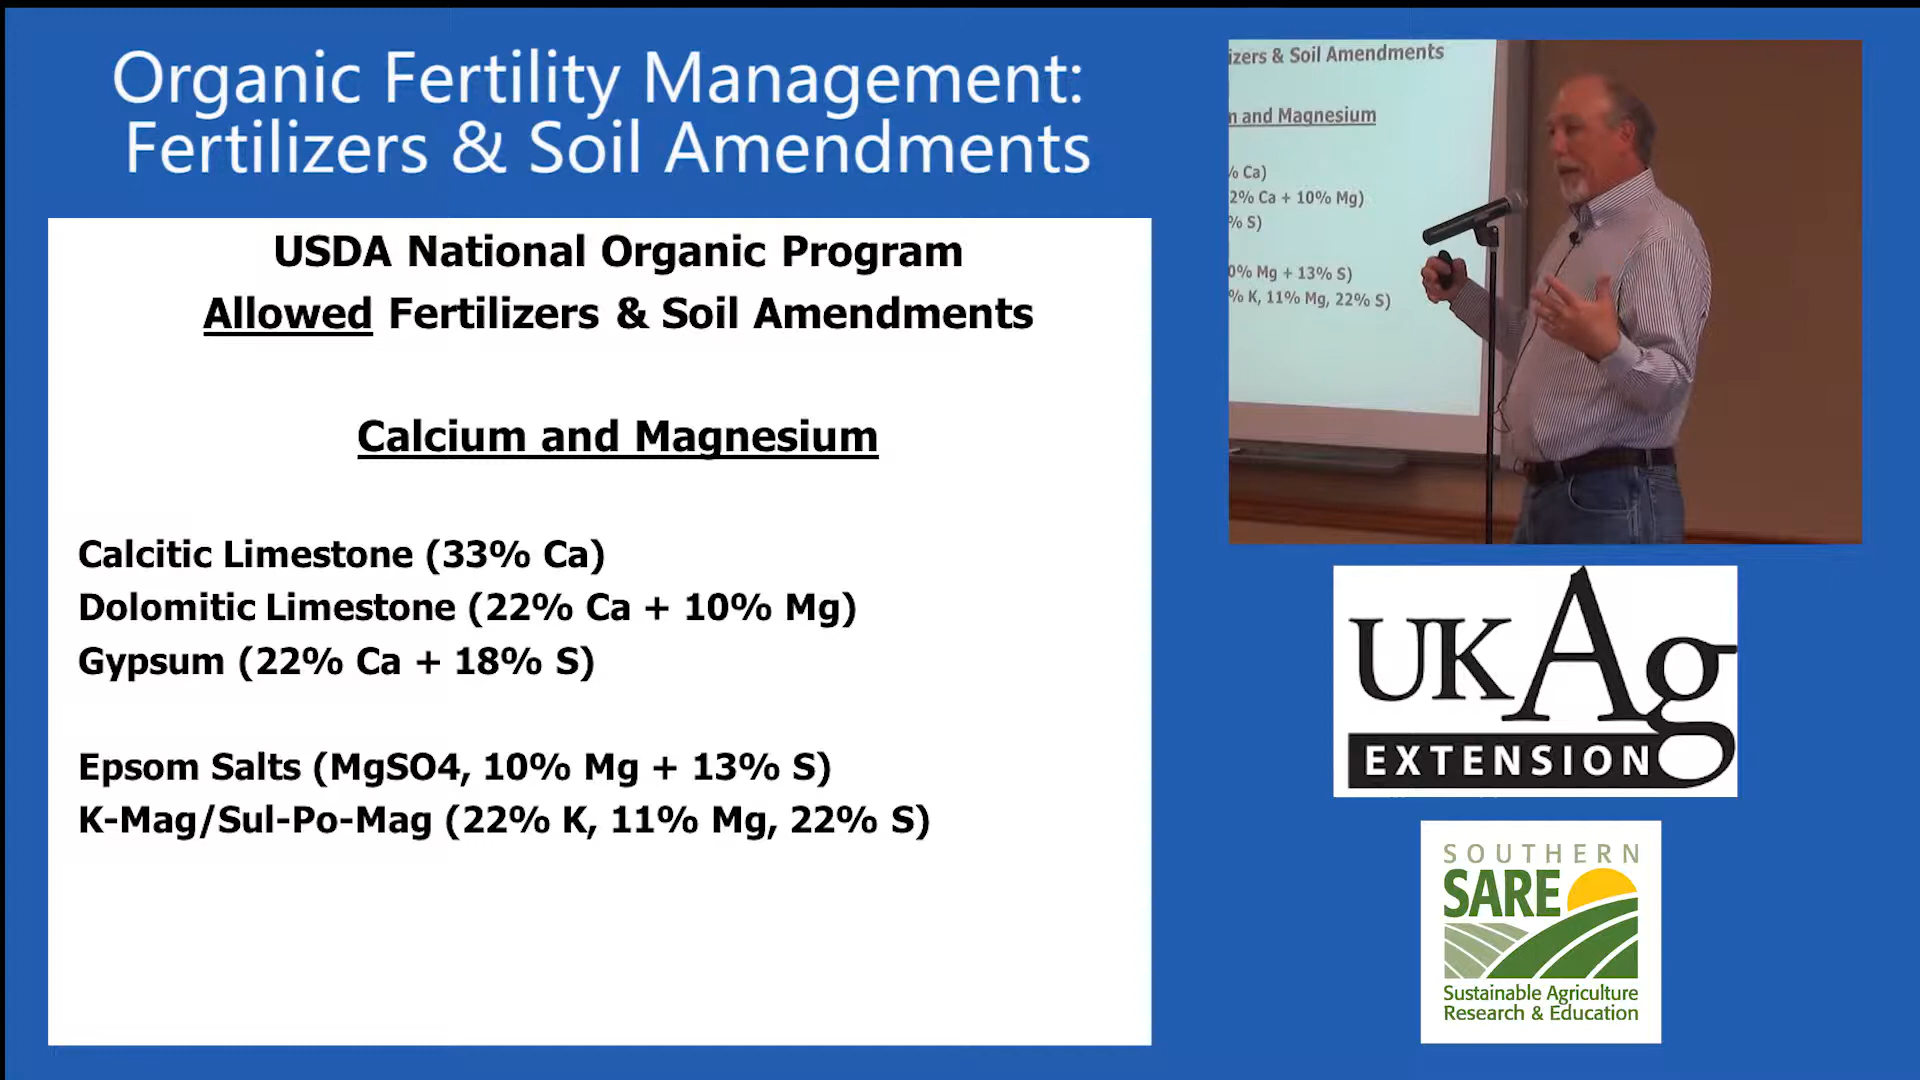 Organic Fertility Management:
Fertilizers & Soil Amendments
USDA National Organic Program
Allowed Fertilizers & Soil Amendments
Calcium and Magnesium
Calcitic Limestone (33% Ca)
Dolomitic Limestone (22% Ca + 10% Mg)
Gypsum (22% Ca + 18% S)
Epsom Salts (MgSO4, 10% Mg + 13% S)
K-Mag/Sul-Po-Mag (22% K, 11% Mg, 22% S)
izers & Soil Amendments
n and Magnesium
% Ca)
2% Ca + 10% Mg)
% S)
0% Mg + 13% S)
% K, 11% Mg, 22% S)
UKAg
EXTENSION
SOUTHERN
SARE
Sustainable Agriculture
Research & Education